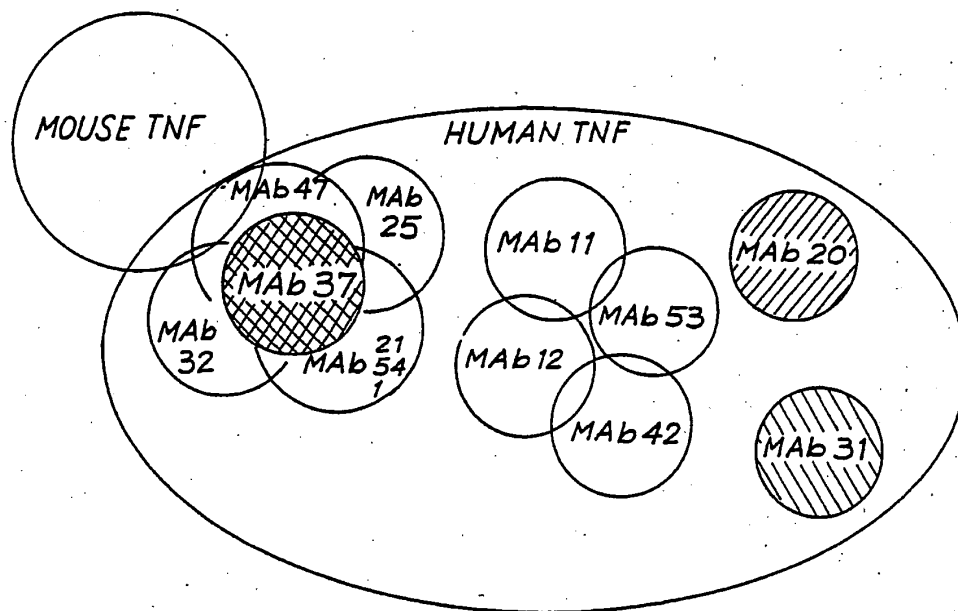 MOUSE TNF
HUMAN TNF
MAb 47
MAb
25
MAb 37
MAb
32
MAb 21
54
1
MAb 11
MAb 53
MAb 12
MAb 42
MAb 20
MAb 31